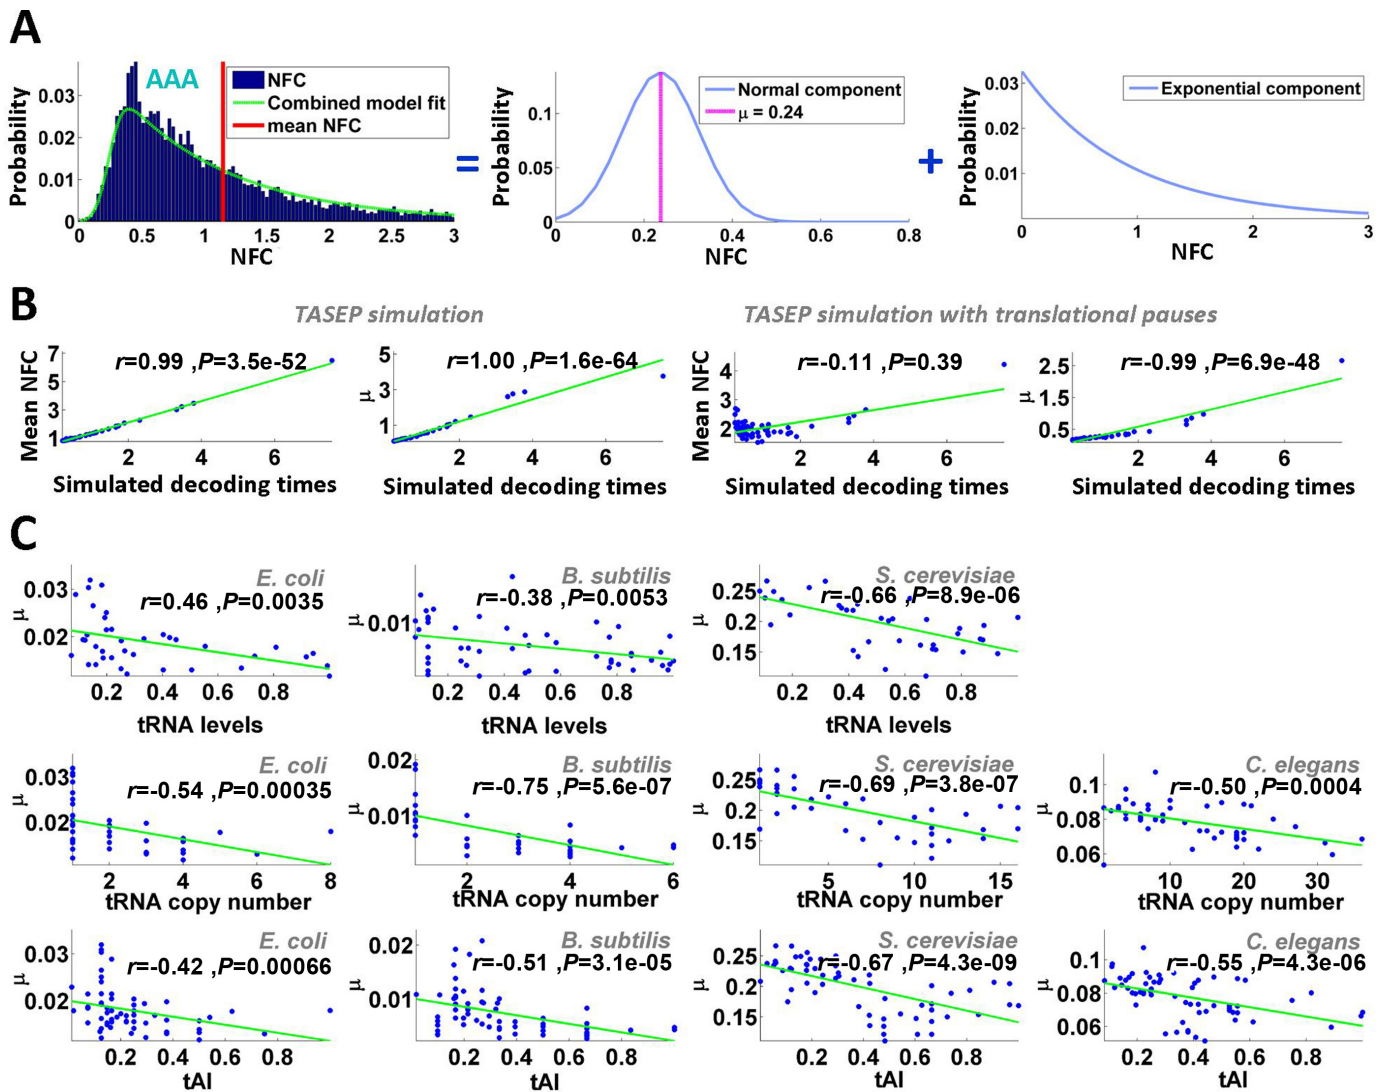 A
Probability
0.03
0.02
0.01
0
AAA
NFC
Combined model fit
mean NFC
0 0.5 1 1.5 2 2.5 3
NFC
=
Probability
0.1
0.05
0
Normal component
μ = 0.24
0 0.2 0.4 0.6 0.8
NFC
+
Probability
0.03
0.02
0.01
Exponential component
0 1 2 3
NFC
B
TASEP simulation
TASEP simulation with translational pauses
Mean NFC
7
5
3
1
r=0.99 ,P=3.5e-52
2 4 6
Simulated decoding times
μ
5
3
1
r=1.00 ,P=1.6e-64
2 4 6
Simulated decoding times
Mean NFC
4
3
2
r=-0.11 ,P=0.39
2 4 6
Simulated decoding times
μ
2.5
1.5
0.5
r=-0.99 ,P=6.9e-48
2 4 6
Simulated decoding times
C
E. coli
r=0.46 ,P=0.0035
μ
0.03
0.02
0.2 0.4 0.6 0.8
tRNA levels
B. subtilis
r=-0.38 ,P=0.0053
μ
0.01
0.2 0.4 0.6 0.8
tRNA levels
S. cerevisiae
r=-0.66 ,P=8.9e-06
μ
0.25
0.2
0.15
0.2 0.4 0.6 0.8
tRNA levels
E. coli
r=-0.54 ,P=0.00035
μ
0.03
0.02
2 4 6 8
tRNA copy number
B. subtilis
r=-0.75 ,P=5.6e-07
μ
0.02
0.01
2 4 6
tRNA copy number
S. cerevisiae
r=-0.69 ,P=3.8e-07
μ
0.25
0.2
0.15
5 10 15
tRNA copy number
C. elegans
r=-0.50 ,P=0.0004
μ
0.1
0.08
0.06
10 20 30
tRNA copy number
E. coli
r=-0.42 ,P=0.00066
μ
0.03
0.02
0.2 0.4 0.6 0.8
tAI
B. subtilis
r=-0.51 ,P=3.1e-05
μ
0.02
0.01
0.2 0.4 0.6 0.8
tAI
S. cerevisiae
r=-0.67 ,P=4.3e-09
μ
0.25
0.2
0.15
0.2 0.4 0.6 0.8
tAI
C. elegans
r=-0.55 ,P=4.3e-06
μ
0.1
0.08
0.06
0.2 0.4 0.6 0.8
tAI